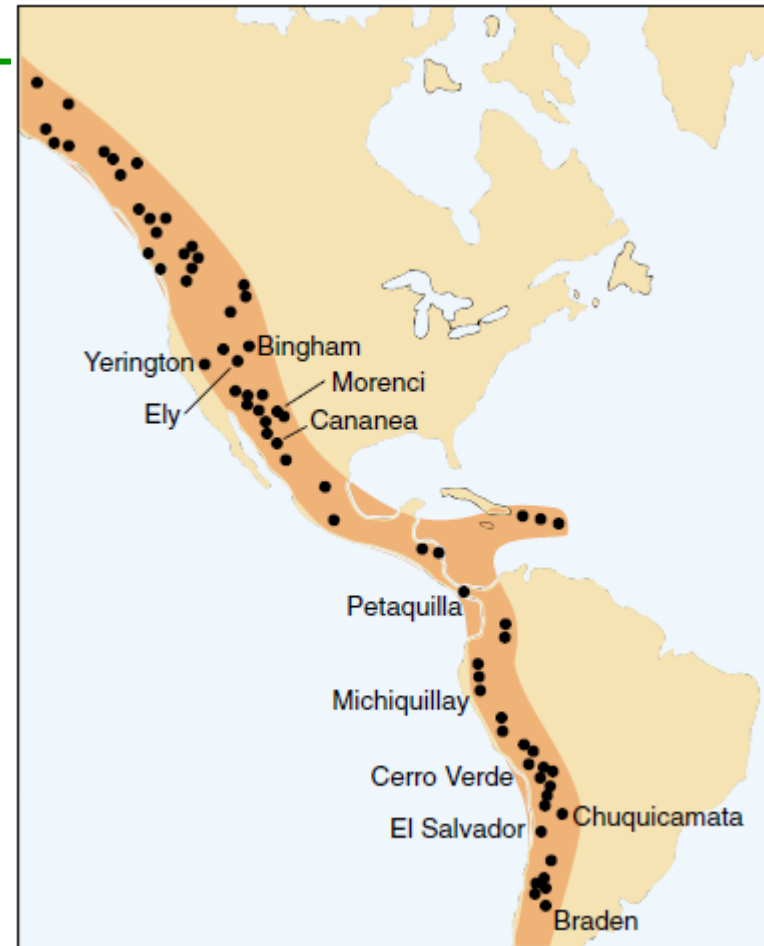 Bingham
Yerington
Morenci
Ely
Cananea
Petaquilla
Michiquillay
Cerro Verde
Chuquicamata
El Salvador
Braden